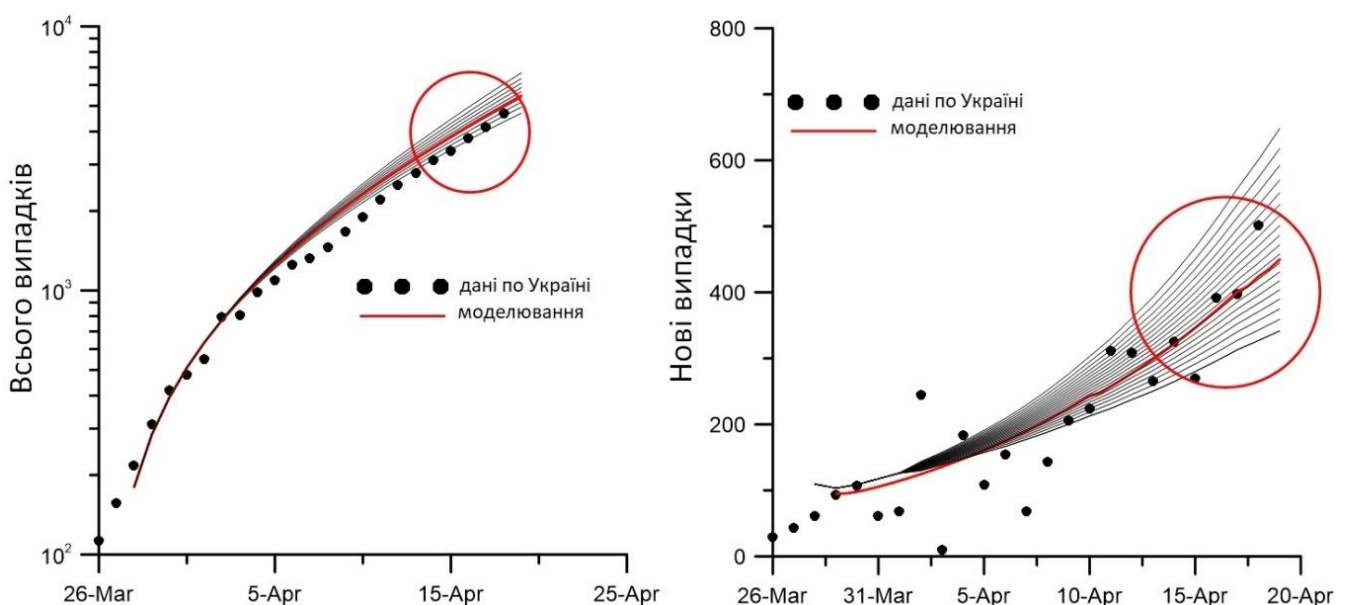 Всього випадків
10⁴
10³
10²
26-Mar
5-Apr
15-Apr
25-Apr
дані по Україні
моделювання
Нові випадки
800
600
400
200
0
26-Mar
31-Mar
5-Apr
10-Apr
15-Apr
20-Apr
дані по Україні
моделювання